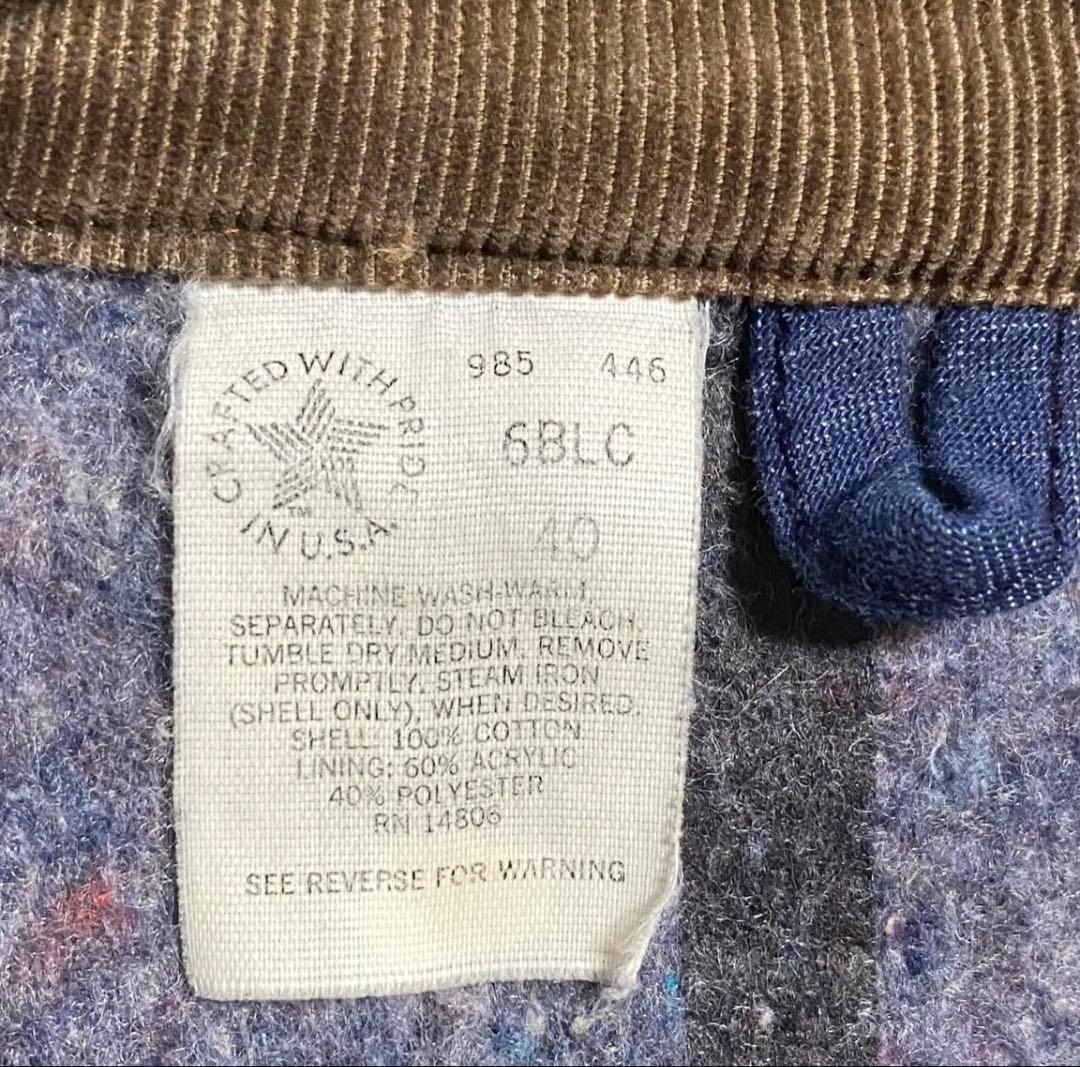 CRAFTED WITH PRIDE
IN U.S.A.
™
985 446
6BLC
40
MACHINE WASH-WARM,
SEPARATELY. DO NOT BLEACH.
TUMBLE DRY MEDIUM. REMOVE
PROMPTLY. STEAM IRON
(SHELL ONLY), WHEN DESIRED.
SHELL: 100% COTTON
LINING: 60% ACRYLIC
40% POLYESTER
RN 14806
SEE REVERSE FOR WARNING